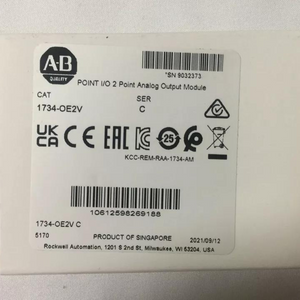 A-B
QUALITY
*SN 9032373
POINT I/O 2 Point Analog Output Module
CAT SER
1734-OE2V C
UK CA CE EAC 25
KCC-REM-RAA-1734-AM
10612598269188
1734-OE2V C
5170 PRODUCT OF SINGAPORE 2021/09/12
Rockwell Automation, 1201 S 2nd St, Milwaukee, WI 53204, USA